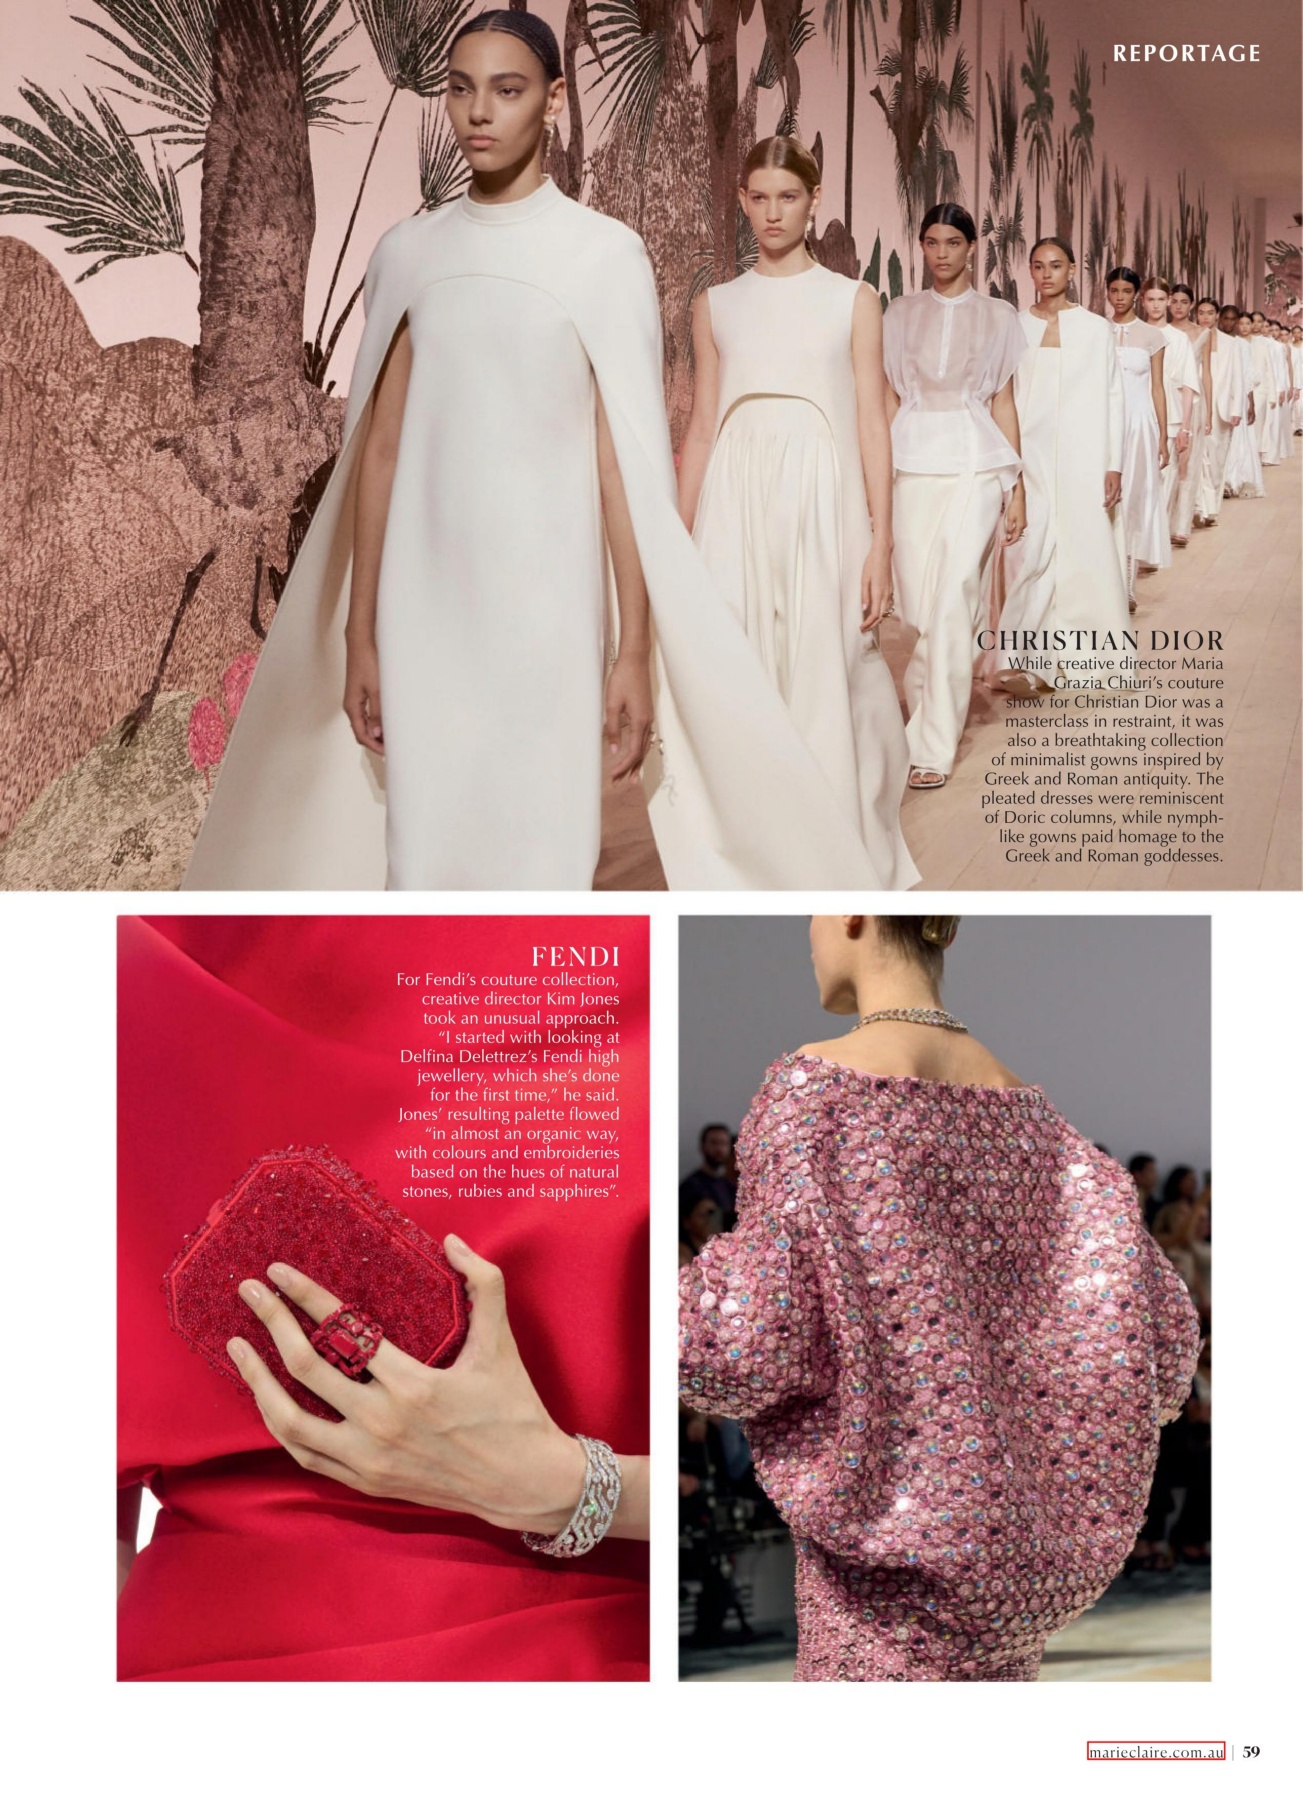 REPORTAGE
CHRISTIAN DIOR
While creative director Maria
Grazia Chiuri’s couture
show for Christian Dior was a
masterclass in restraint, it was
also a breathtaking collection
of minimalist gowns inspired by
Greek and Roman antiquity. The
pleated dresses were reminiscent
of Doric columns, while nymph-
like gowns paid homage to the
Greek and Roman goddesses.
FENDI
For Fendi’s couture collection,
creative director Kim Jones
took an unusual approach.
“I started with looking at
Delfina Delettrez’s Fendi high
jewellery, which she’s done
for the first time,” he said.
Jones’ resulting palette flowed
“in almost an organic way,
with colours and embroideries
based on the hues of natural
stones, rubies and sapphires”.
marieclaire.com.au | 59